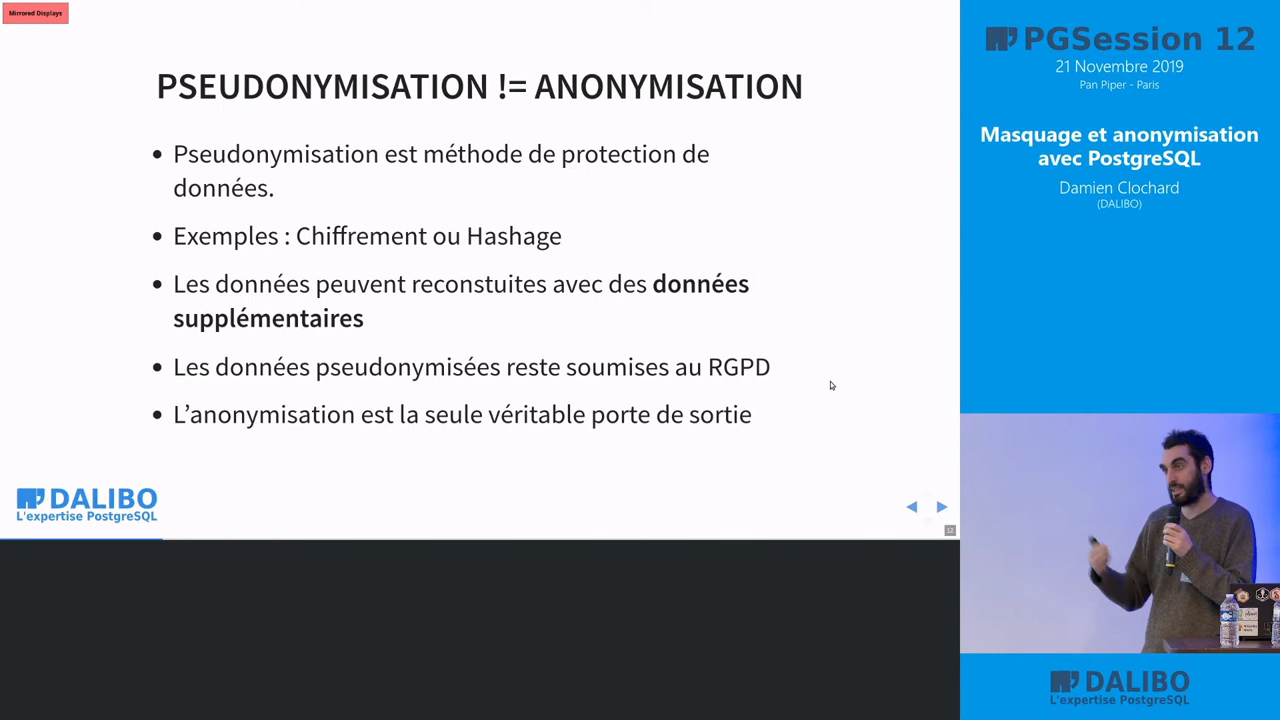 Mirrored Displays
PSEUDONYMISATION != ANONYMISATION
• Pseudonymisation est méthode de protection de
données.
• Exemples : Chiffrement ou Hashage
• Les données peuvent reconstuites avec des données
supplémentaires
• Les données pseudonymisées reste soumises au RGPD
• L’anonymisation est la seule véritable porte de sortie
DALIBO
L'expertise PostgreSQL
12
PGSession 12
21 Novembre 2019
Pan Piper - Paris
Masquage et anonymisation
avec PostgreSQL
Damien Clochard
(DALIBO)
DALIBO
L'expertise PostgreSQL